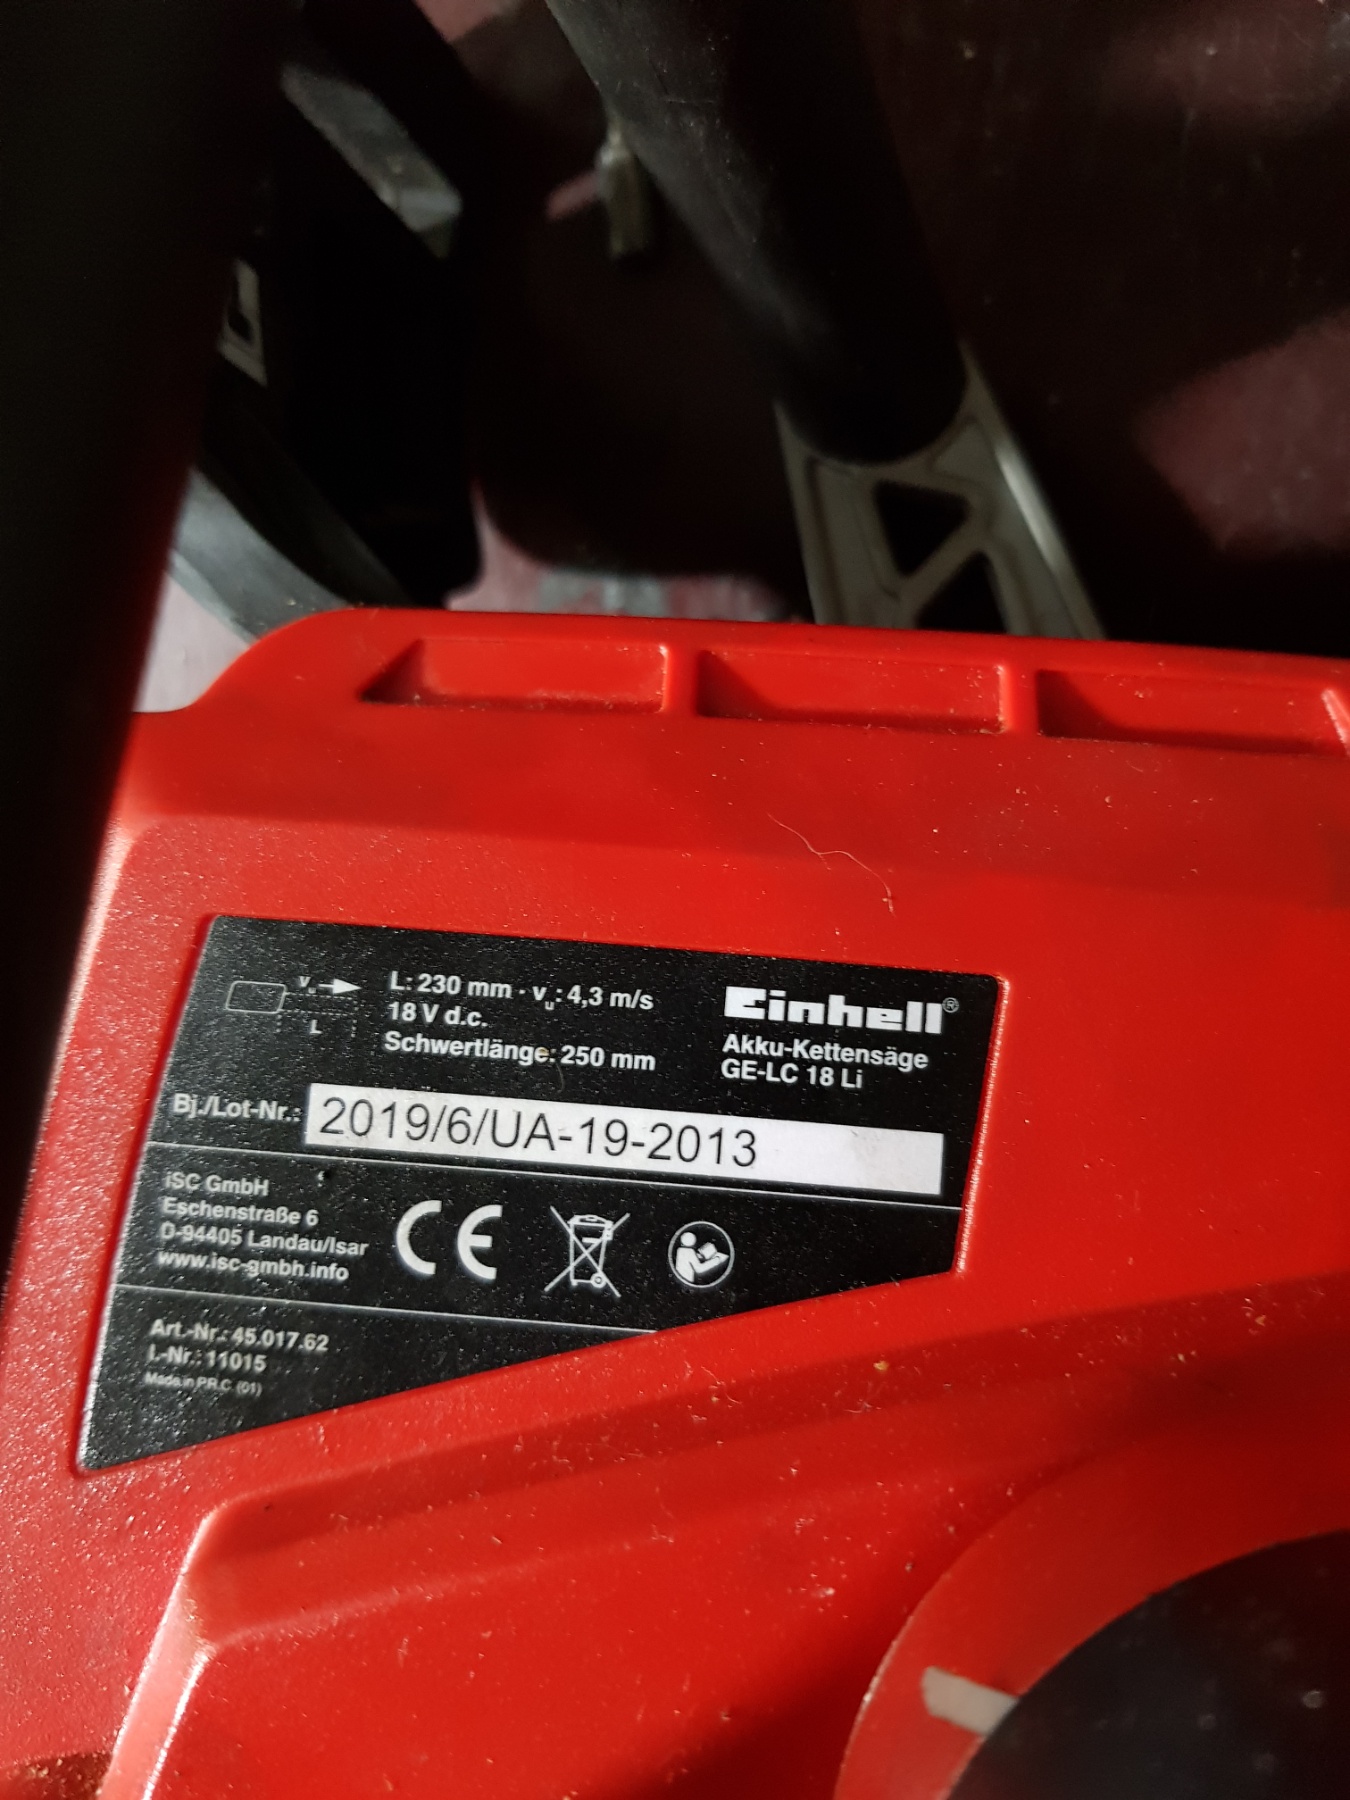 L: 230 mm · vu: 4,3 m/s
18 V d.c.
Schwertlänge: 250 mm
vu
L
Einhell®
Akku-Kettensäge
GE-LC 18 Li
Bj./Lot-Nr.: 2019/6/UA-19-2013
iSC GmbH
Eschenstraße 6
D-94405 Landau/Isar
www.isc-gmbh.info
CE
Art.-Nr.: 45.017.62
I.-Nr.: 11015
Made in P.R.C (01)